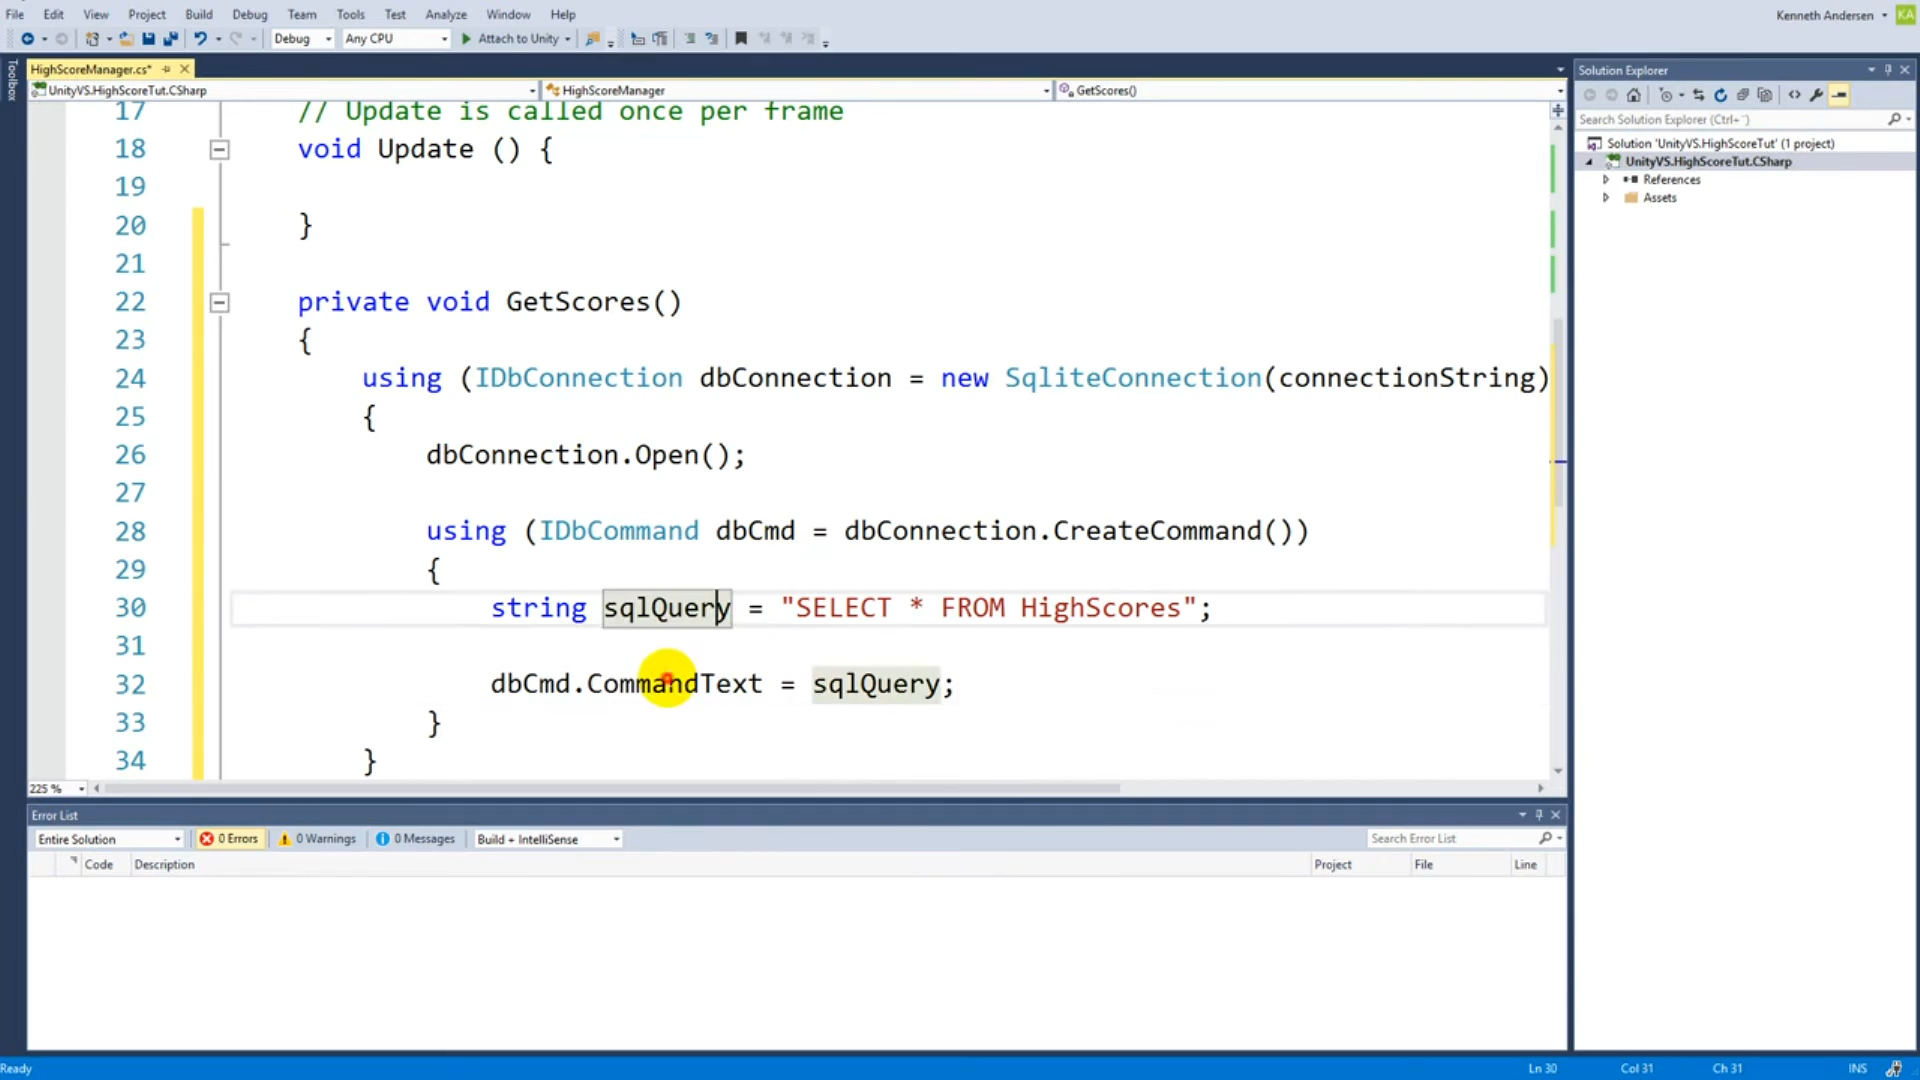 File Edit View Project Build Debug Team Tools Test Analyze Window Help Kenneth Andersen KA
Debug Any CPU Attach to Unity
Toolbox
HighScoreManager.cs*
UnityVS.HighScoreTut.CSharp HighScoreManager GetScores()
17 // Update is called once per frame
18 void Update () {
19
20 }
21
22 private void GetScores()
23 {
24 using (IDbConnection dbConnection = new SqliteConnection(connectionString)
25 {
26 dbConnection.Open();
27
28 using (IDbCommand dbCmd = dbConnection.CreateCommand())
29 {
30 string sqlQuery = "SELECT * FROM HighScores";
31
32 dbCmd.CommandText = sqlQuery;
33 }
34 }
225 %
Error List
Entire Solution 0 Errors 0 Warnings 0 Messages Build + IntelliSense Search Error List
Code Description Project File Line
Solution Explorer
Search Solution Explorer (Ctrl+¨)
Solution 'UnityVS.HighScoreTut' (1 project)
UnityVS.HighScoreTut.CSharp
References
Assets
Ready Ln 30 Col 31 Ch 31 INS